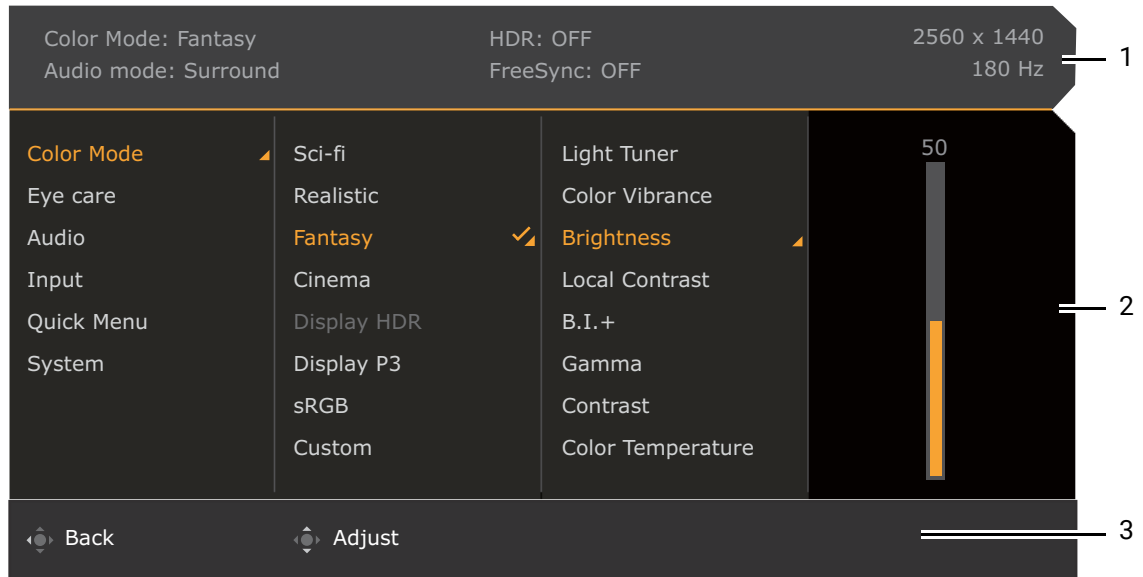 Color Mode: Fantasy
HDR: OFF
2560 x 1440
Audio mode: Surround
FreeSync: OFF
180 Hz
1
Color Mode
Eye care
Audio
Input
Quick Menu
System
Sci-fi
Realistic
Fantasy
Cinema
Display HDR
Display P3
sRGB
Custom
Light Tuner
Color Vibrance
Brightness
Local Contrast
B.I.+
Gamma
Contrast
Color Temperature
50
2
Back
Adjust
3